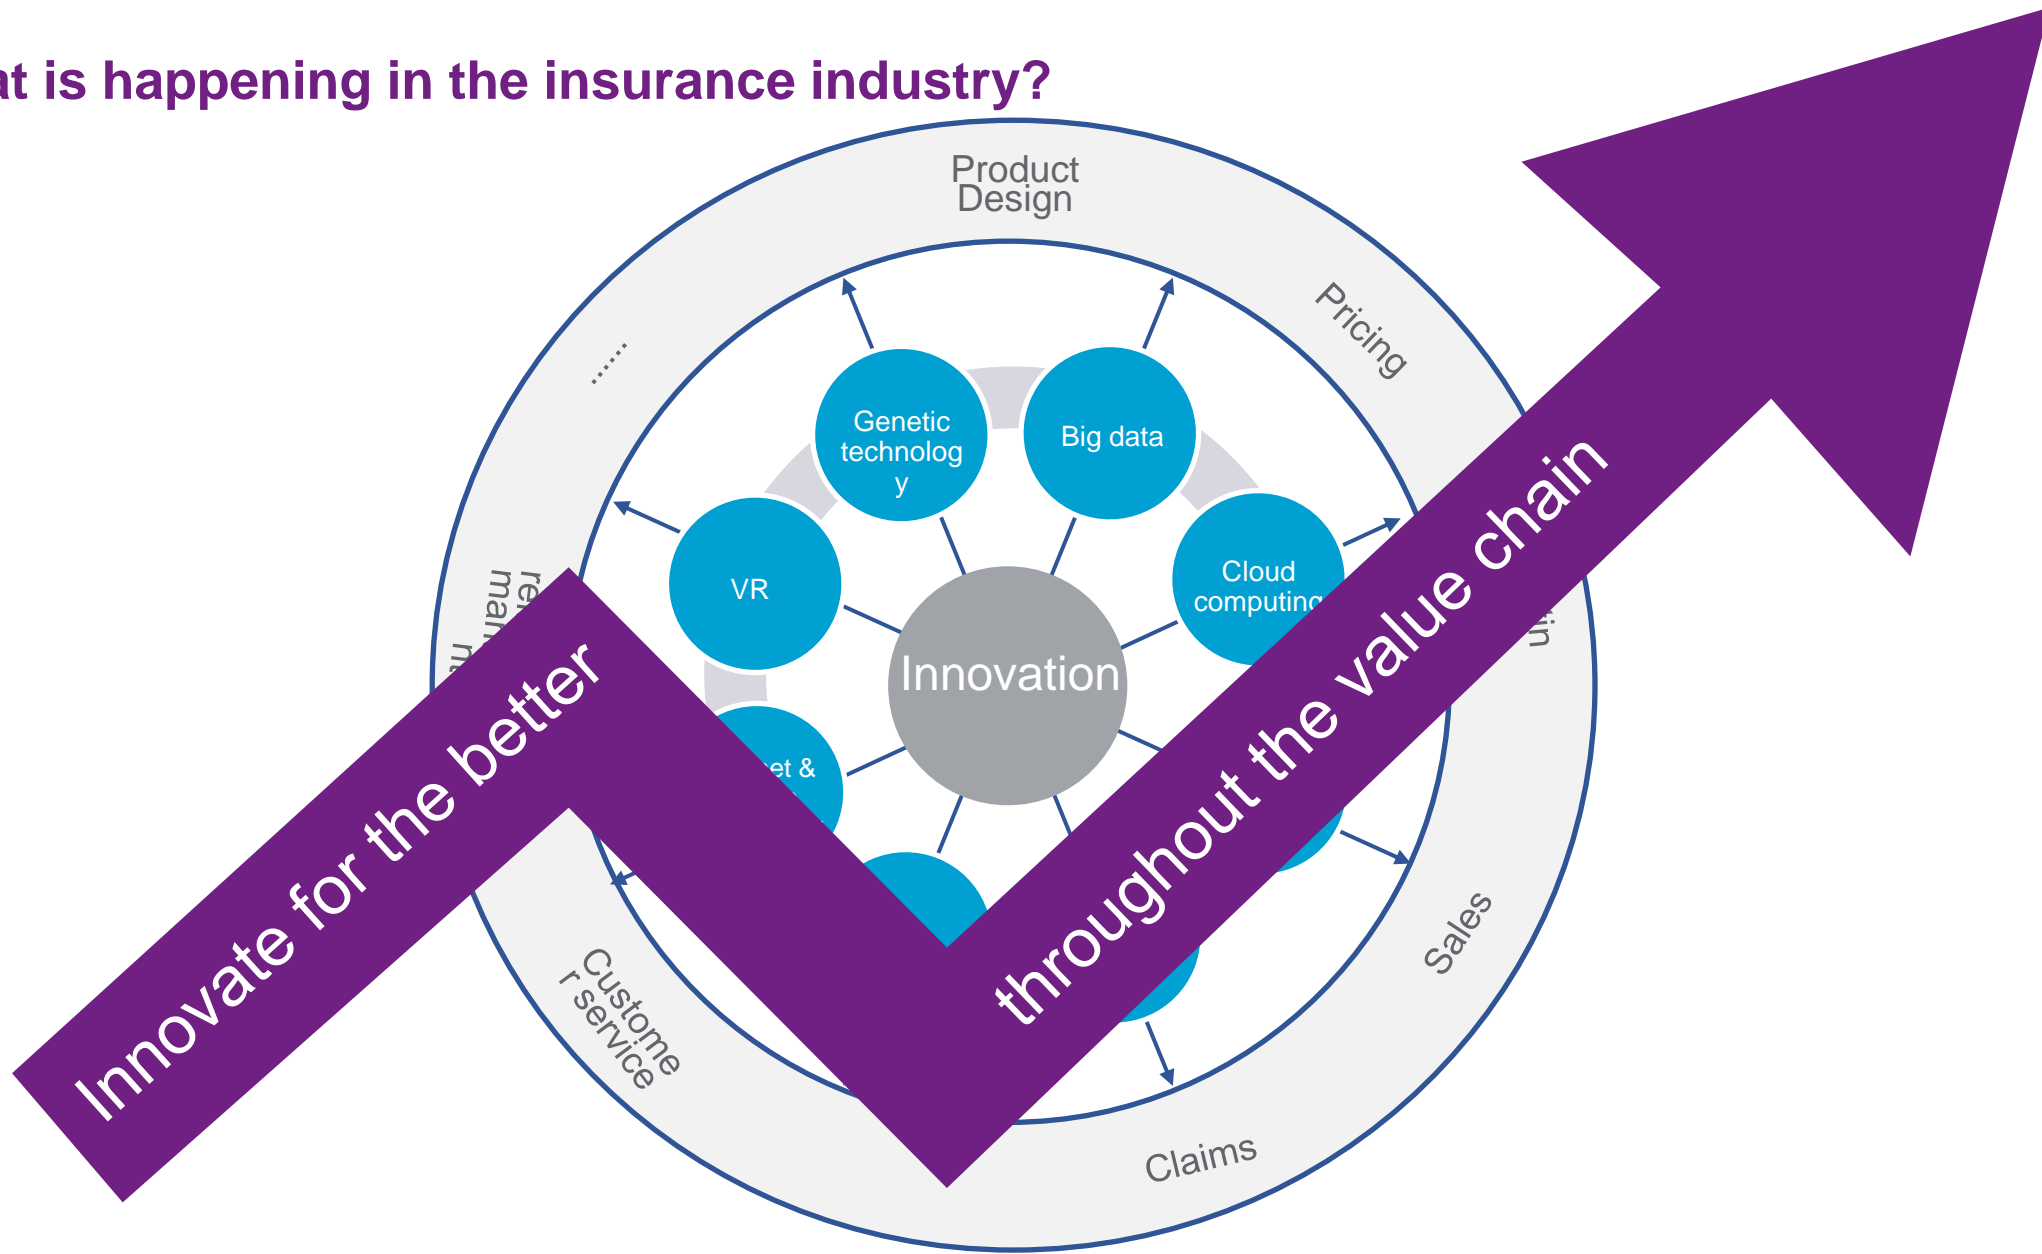 is happening in the insurance industry?
Product
Design
Pricing
......
Genetic
technolog
y
Big data
VR
Cloud
computing
Innovation
&
Sales
Custome
r service
Claims
Innovate for the better
throughout the value chain